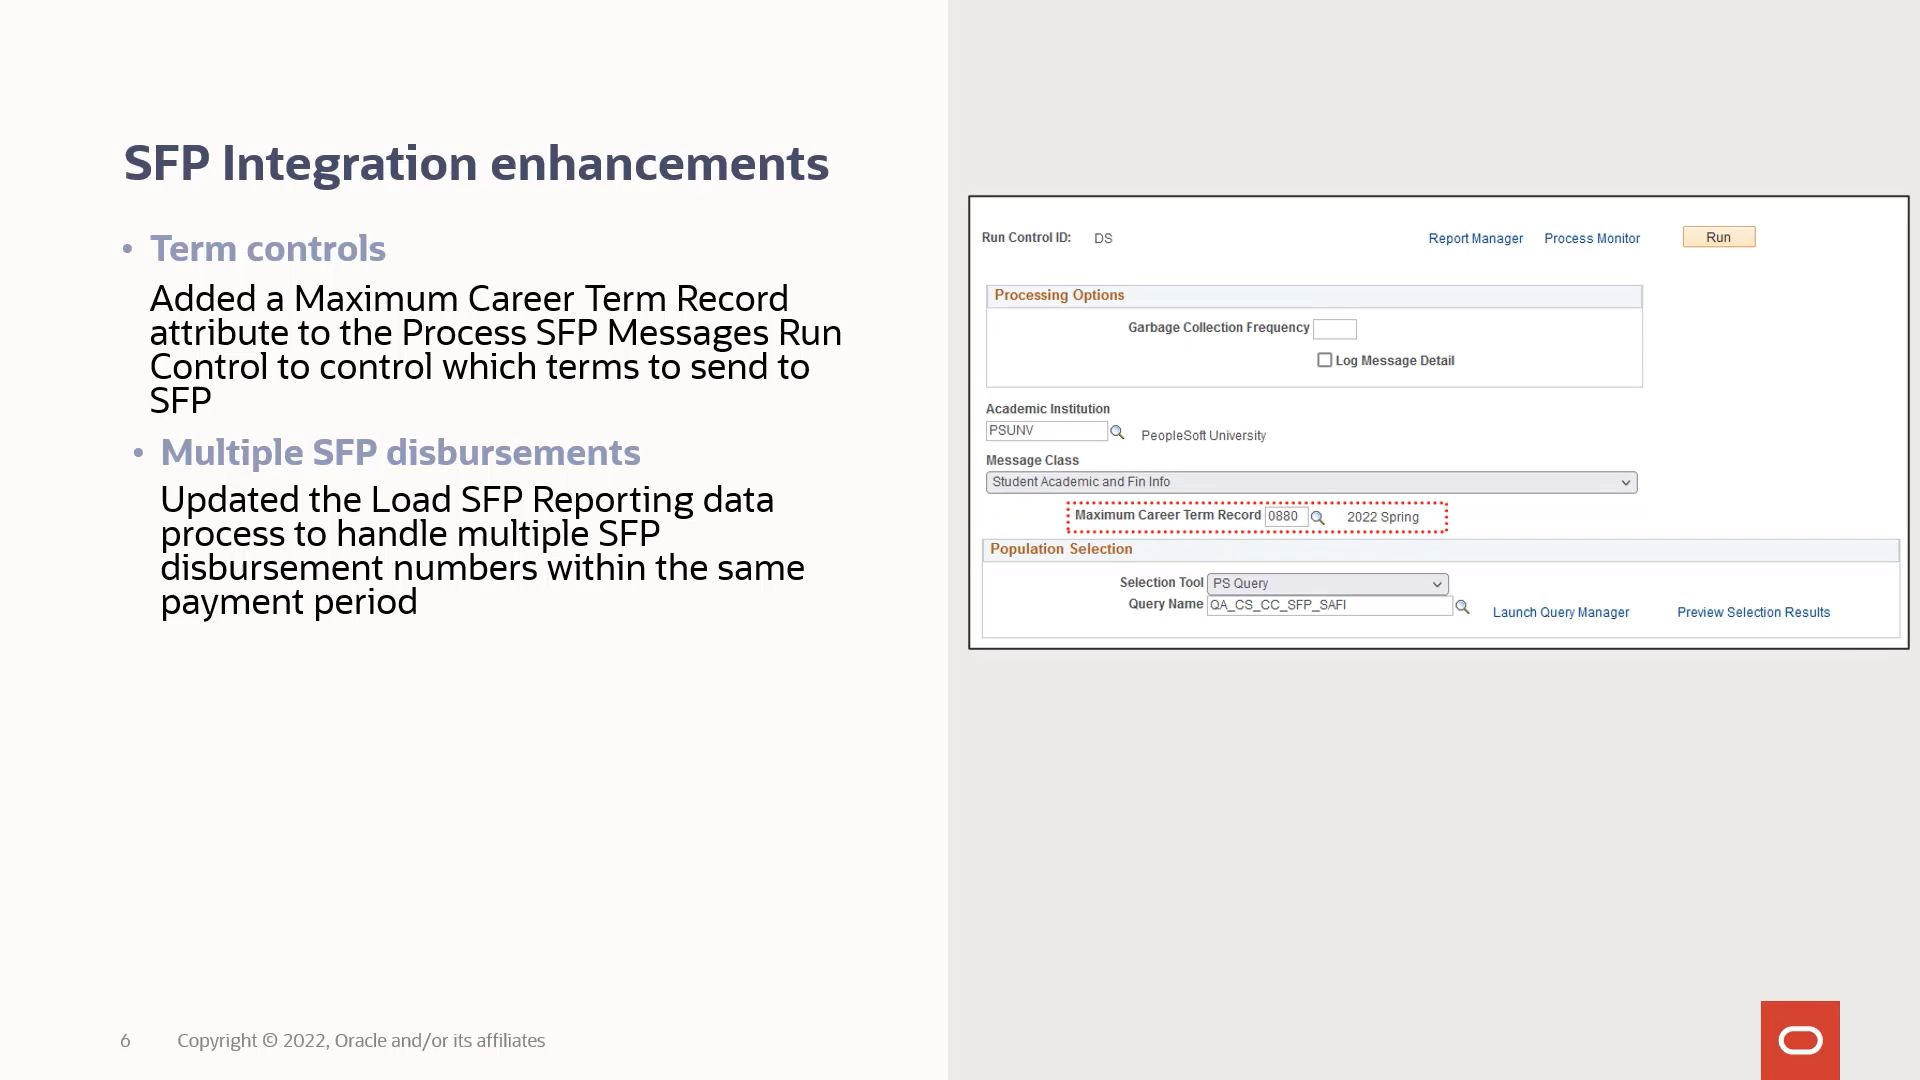 SFP Integration enhancements
• Term controls
Added a Maximum Career Term Record
attribute to the Process SFP Messages Run
Control to control which terms to send to
SFP
• Multiple SFP disbursements
Updated the Load SFP Reporting data
process to handle multiple SFP
disbursement numbers within the same
payment period
Run Control ID: DS Report Manager Process Monitor Run
Processing Options
Garbage Collection Frequency
Log Message Detail
Academic Institution
PSUNV PeopleSoft University
Message Class
Student Academic and Fin Info
Maximum Career Term Record 0880 2022 Spring
Population Selection
Selection Tool PS Query
Query Name QA_CS_CC_SFP_SAFI Launch Query Manager Preview Selection Results
6 Copyright © 2022, Oracle and/or its affiliates